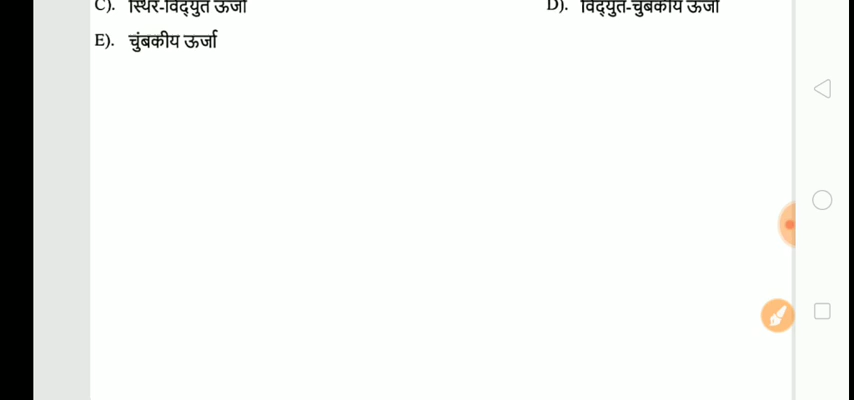 C). स्थिर-विद्युत ऊर्जा D). विद्युत-चुंबकीय ऊर्जा
E). चुंबकीय ऊर्जा